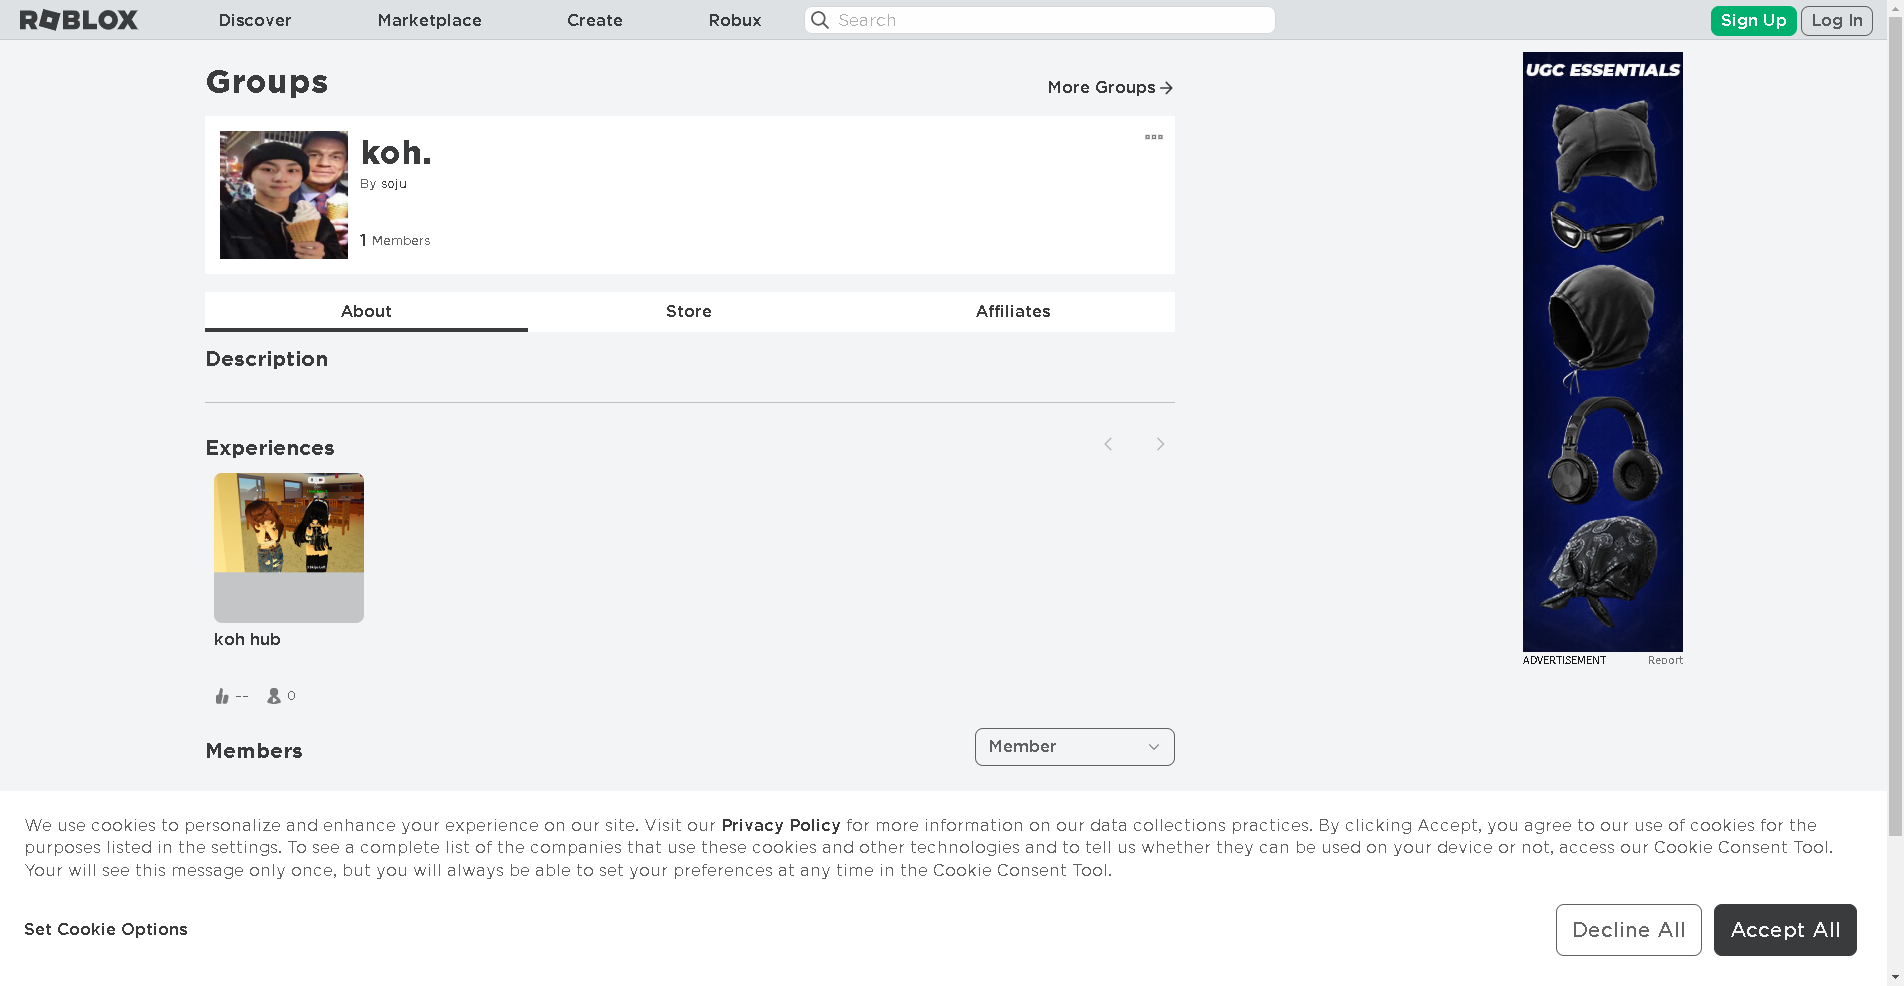 ROBLOX
Discover
Marketplace
Create
Robux
Search
Sign Up
Log In
Groups
More Groups
koh.
By soju
1 Members
About
Store
Affiliates
Description
Experiences
koh hub
--
0
Members
Member
UGC ESSENTIALS
ADVERTISEMENT
Report
We use cookies to personalize and enhance your experience on our site. Visit our Privacy Policy for more information on our data collections practices. By clicking Accept, you agree to our use of cookies for the
purposes listed in the settings. To see a complete list of the companies that use these cookies and other technologies and to tell us whether they can be used on your device or not, access our Cookie Consent Tool.
Your will see this message only once, but you will always be able to set your preferences at any time in the Cookie Consent Tool.
Set Cookie Options
Decline All
Accept All